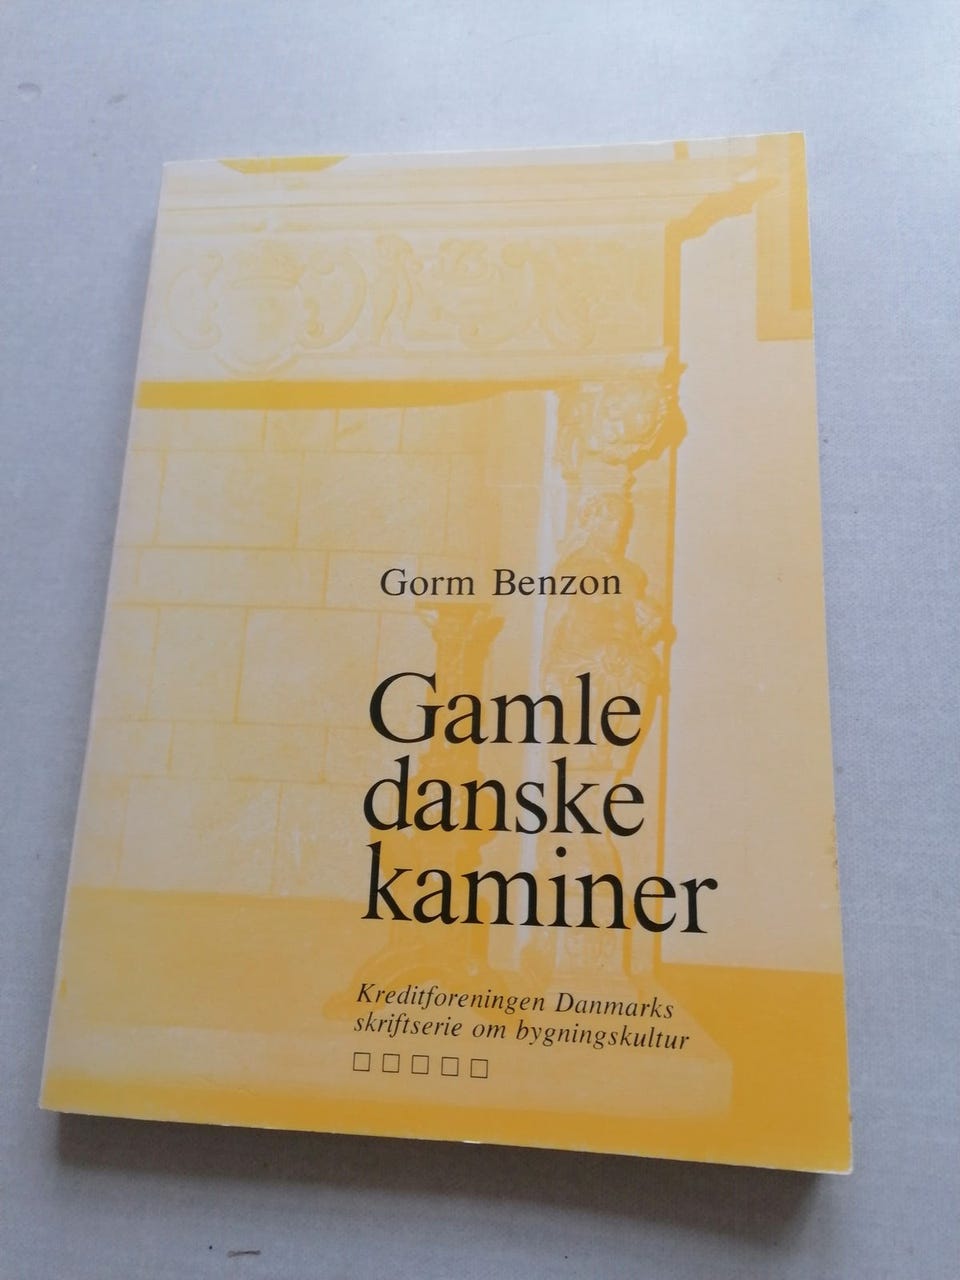 Gorm Benzon
Gamle
danske
kaminer
Kreditforeningen Danmarks
skriftserie om bygningskultur